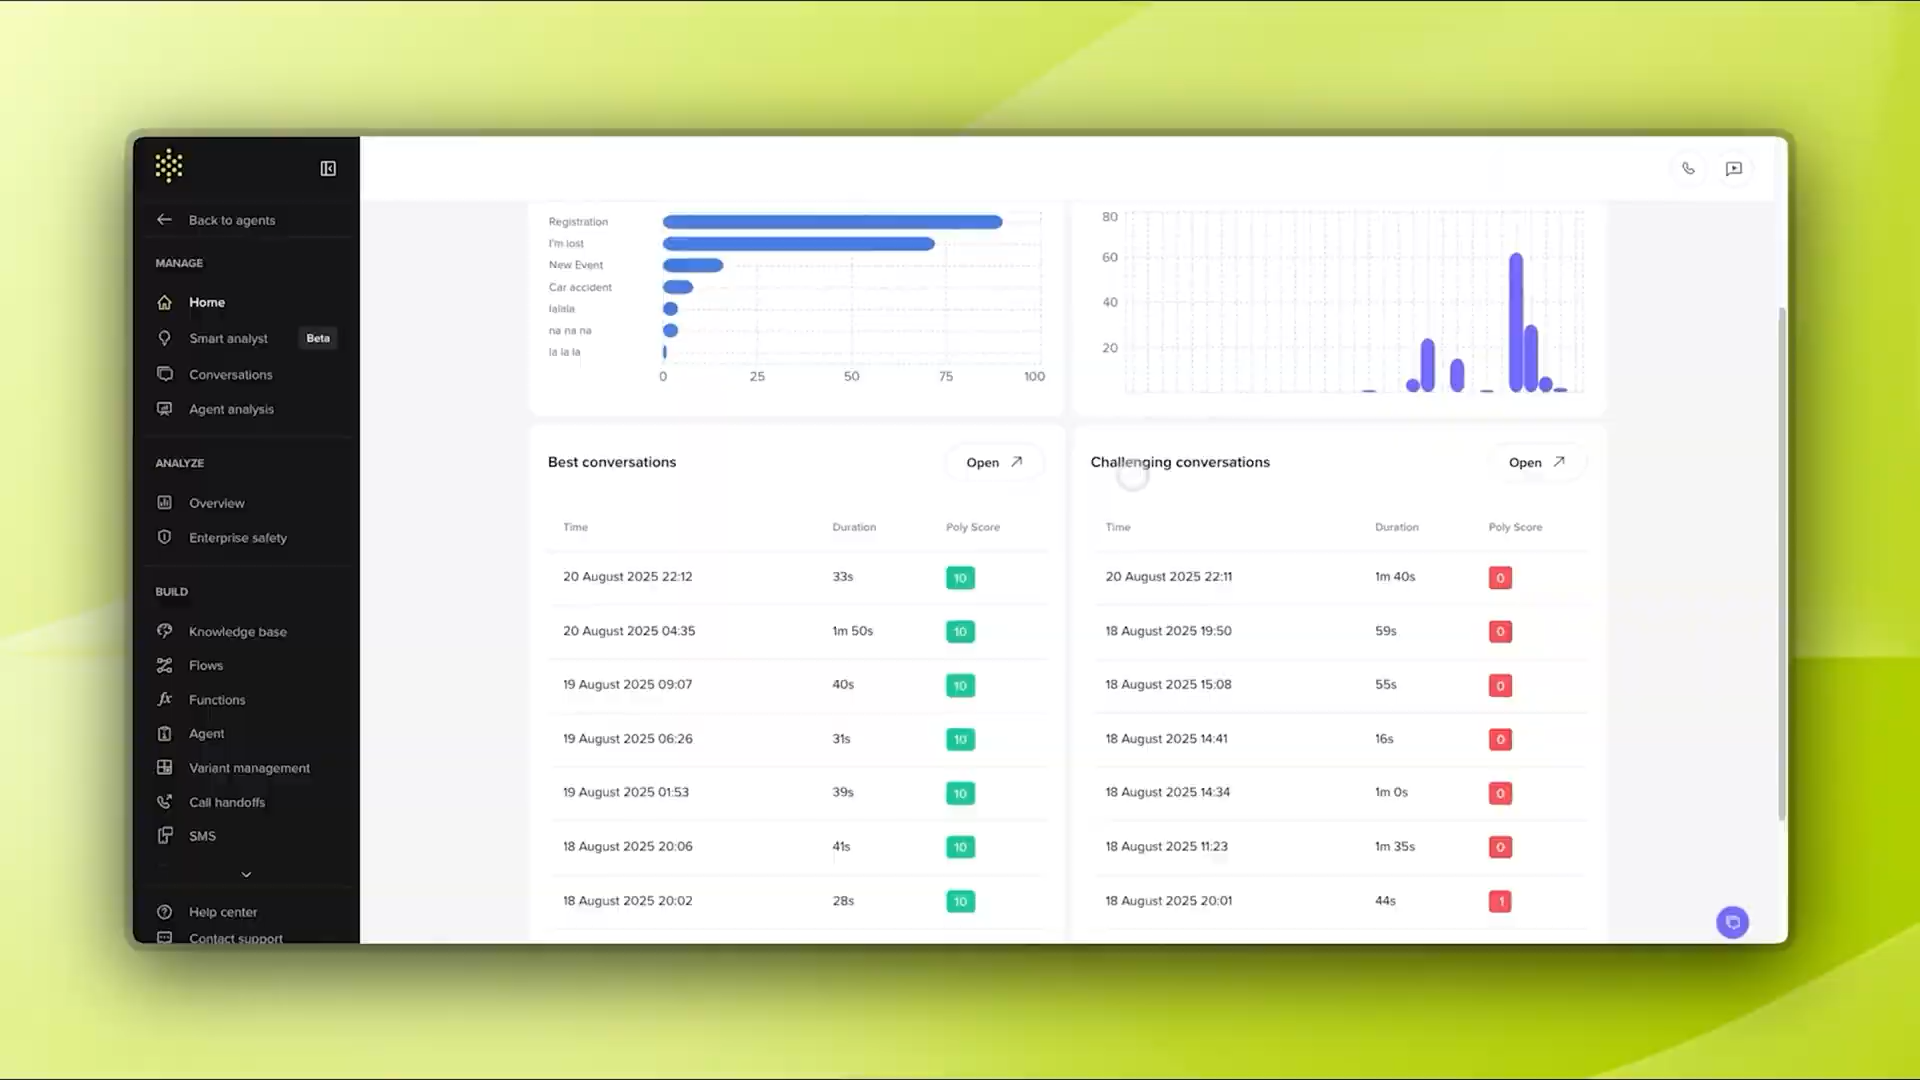 Back to agents
MANAGE
Home
Smart analyst Beta
Conversations
Agent analysis
ANALYZE
Overview
Enterprise safety
BUILD
Knowledge base
Flows
Functions
Agent
Variant management
Call handoffs
SMS
Help center
Contact support
Registration
I'm lost
New Event
Car accident
lalala
na na na
la la la
0 25 50 75 100
80
60
40
20
Best conversations Open
Time Duration Poly Score
20 August 2025 22:12 33s 10
20 August 2025 04:35 1m 50s 10
19 August 2025 09:07 40s 10
19 August 2025 06:26 31s 10
19 August 2025 01:53 39s 10
18 August 2025 20:06 41s 10
18 August 2025 20:02 28s 10
Challenging conversations Open
Time Duration Poly Score
20 August 2025 22:11 1m 40s 0
18 August 2025 19:50 59s 0
18 August 2025 15:08 55s 0
18 August 2025 14:41 16s 0
18 August 2025 14:34 1m 0s 0
18 August 2025 11:23 1m 35s 0
18 August 2025 20:01 44s 1